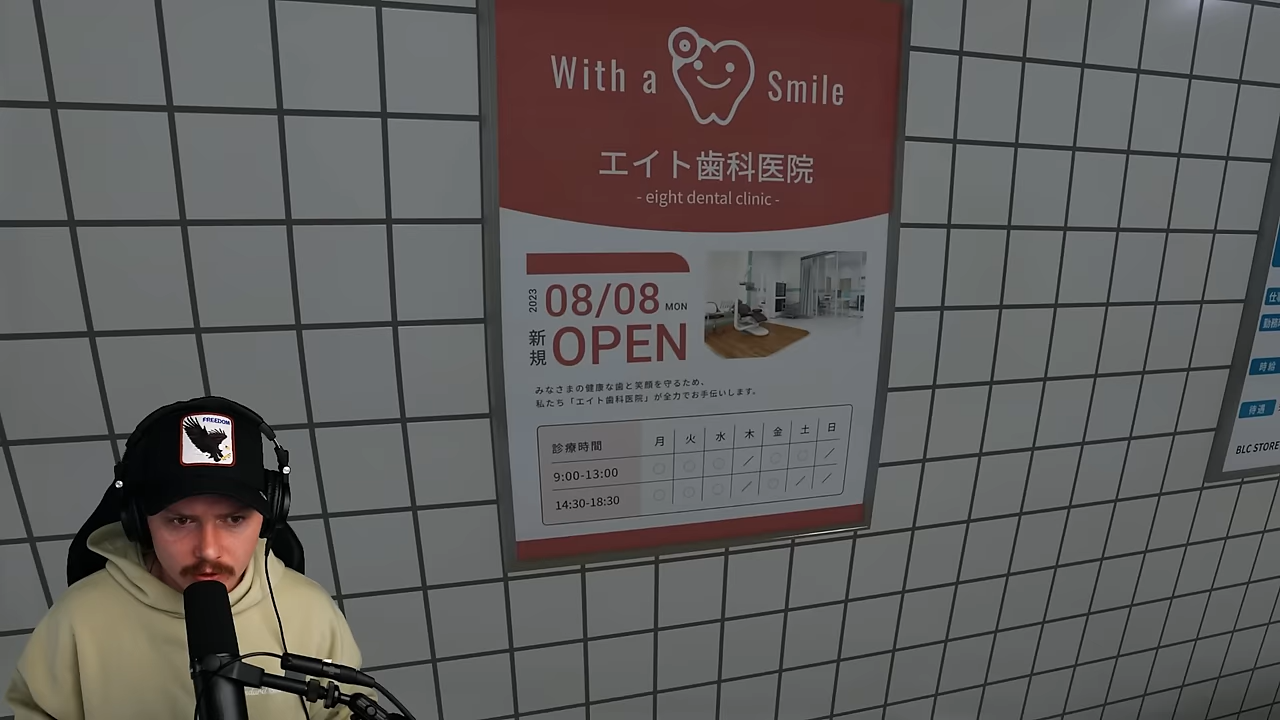 With a Smile
エイト歯科医院
- eight dental clinic -
2023 08/08 MON
新規 OPEN
みなさまの健康な歯と笑顔を守るため、
私たち「エイト歯科医院」が全力でお手伝いします。
診療時間 月 火 水 木 金 土 日
9:00-13:00 ○ ○ ○ / ○ ○ /
14:30-18:30 ○ ○ ○ / ○ / /
時給
待遇
BLC STORE
FREEDOM